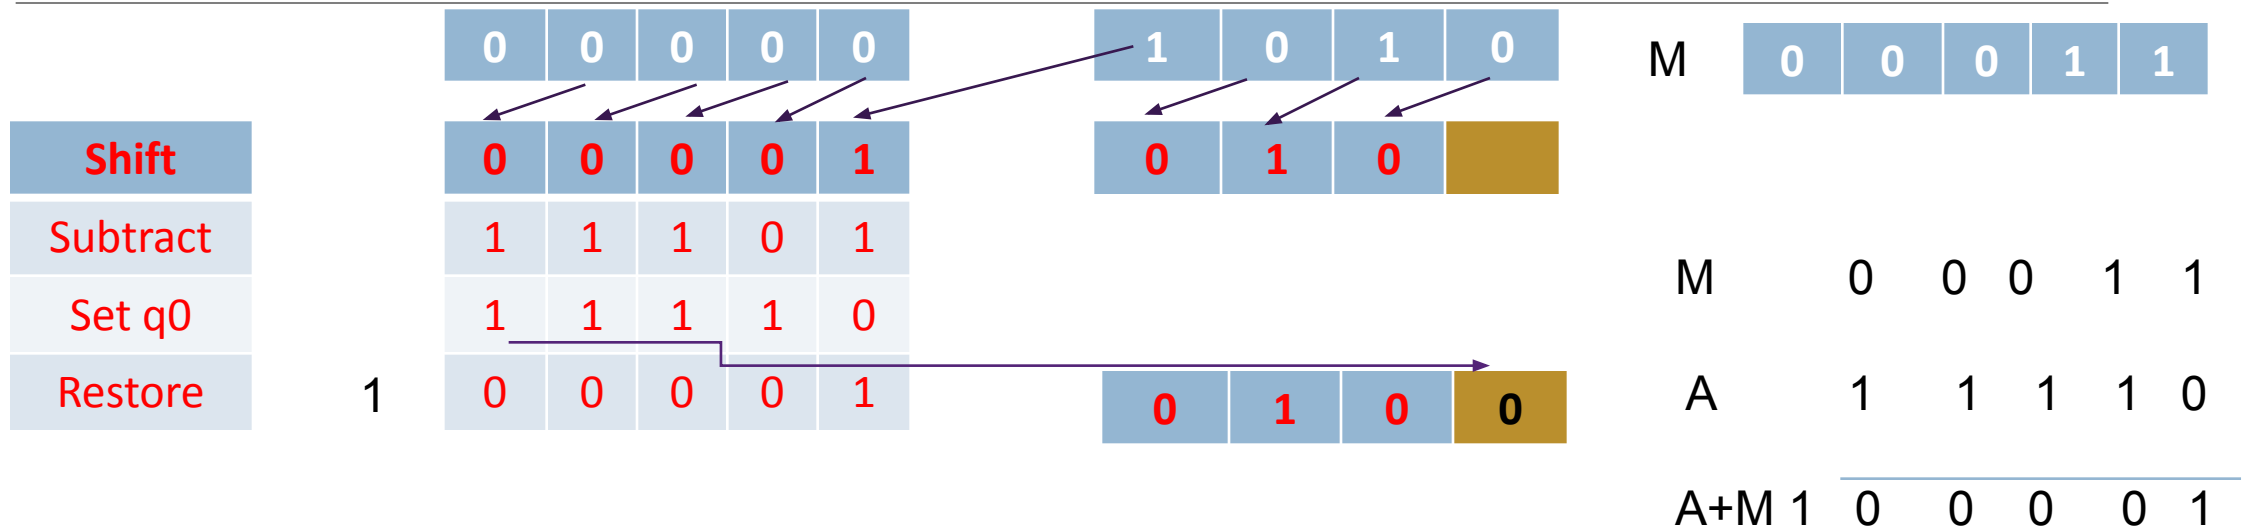 0 0 0 0 0 1 0 1 0 M 0 0 0 1 1
Shift 0 0 0 0 1 0 1 0
Subtract 1 1 1 0 1
M 0 0 0 1 1
Set q0 1 1 1 1 0
Restore 1 0 0 0 0 1 0 1 0 0
A 1 1 1 1 0
A+M 1 0 0 0 0 1